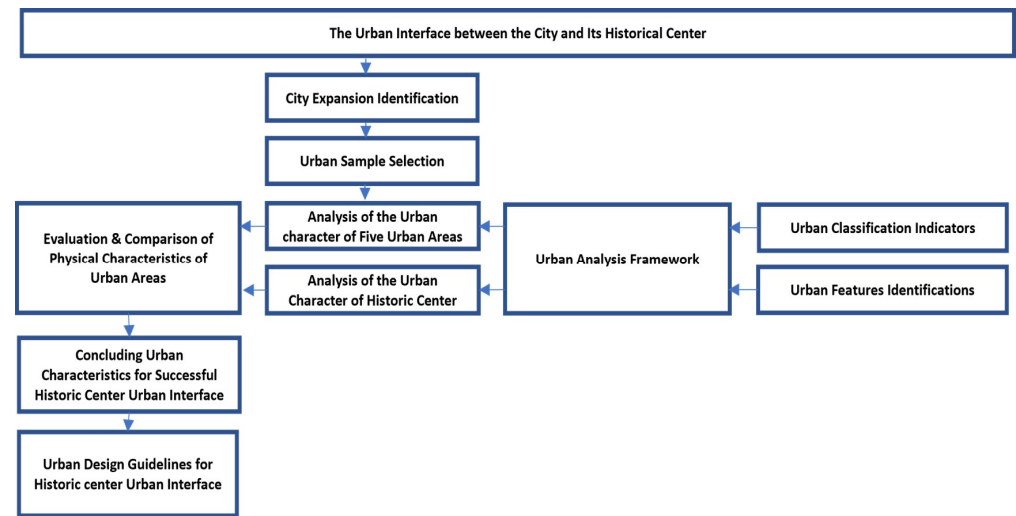 The Urban Interface between the City and Its Historical Center
City Expansion Identification
Urban Sample Selection
Evaluation & Comparison of
Physical Characteristics of
Urban Areas
Analysis of the Urban
character of Five Urban Areas
Analysis of the Urban
Character of Historic Center
Urban Analysis Framework
Urban Classification Indicators
Urban Features Identifications
Concluding Urban
Characteristics for Successful
Historic Center Urban Interface
Urban Design Guidelines for
Historic center Urban Interface